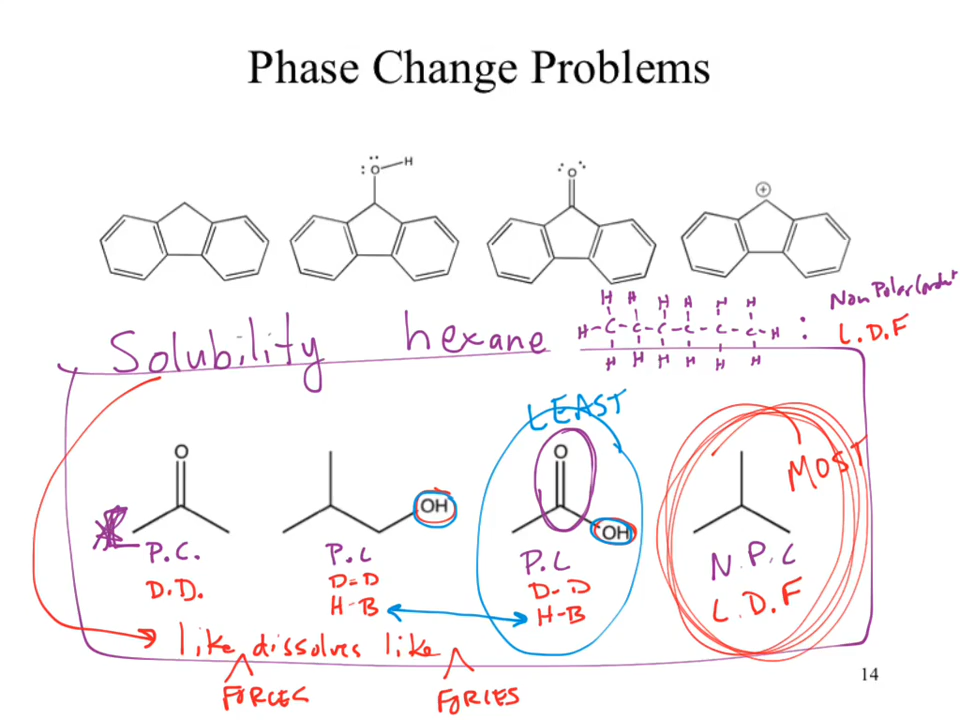 Phase Change Problems
O H
O
+
Solubility hexane : Non Polar
H H H H H H
H-C-C-C-C-C-C-H
H H H H H H
L.D.F
LEAST
MOST
O OH O OH
P.C. P.C P.C N.P.C
D.D. D-D D-D L.D.F
H-B H-B
like dissolves like
FORCES FORCES
14